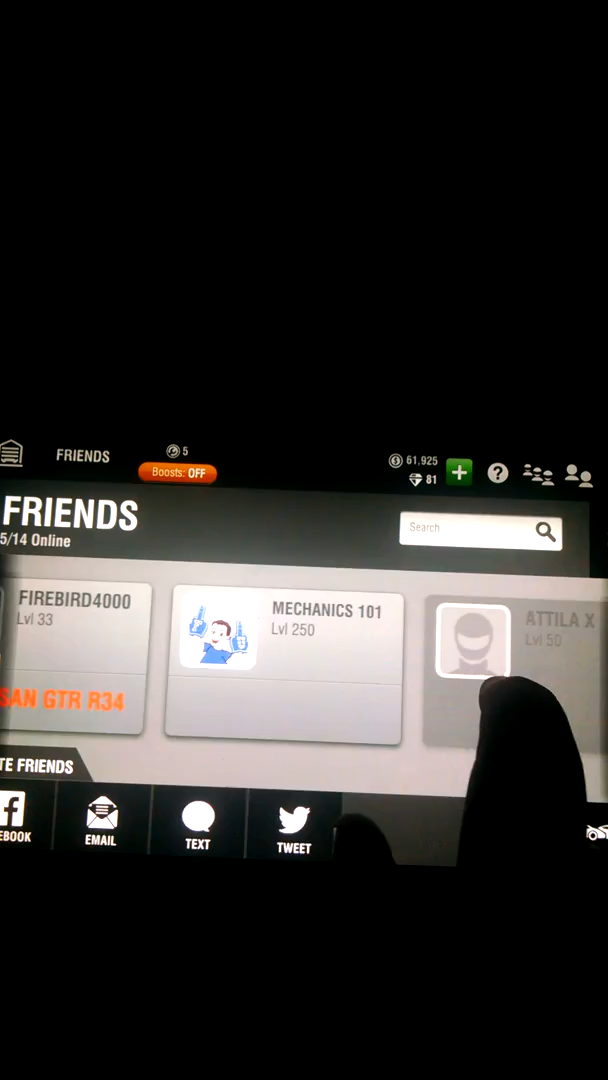 FRIENDS
5
Boosts: OFF
61,925
81
FRIENDS
5/14 Online
Search
FIREBIRD4000
Lvl 33
SAN GTR R34
MECHANICS 101
Lvl 250
ATTILA X
Lvl 50
TE FRIENDS
EBOOK
EMAIL
TEXT
TWEET